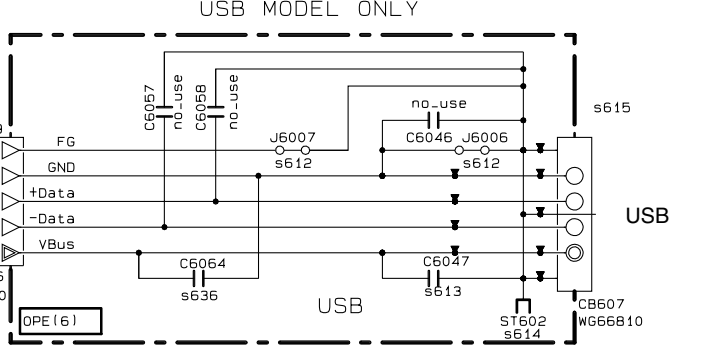 USB MODEL ONLY
C6057
no_use
C6058
no_use
no_use
s615
FG
J6007
s612
C6046
J6006
s612
GND
+Data
-Data
USB
VBus
C6064
s636
C6047
s613
USB
OPE(6)
ST602
s614
CB607
WG66810